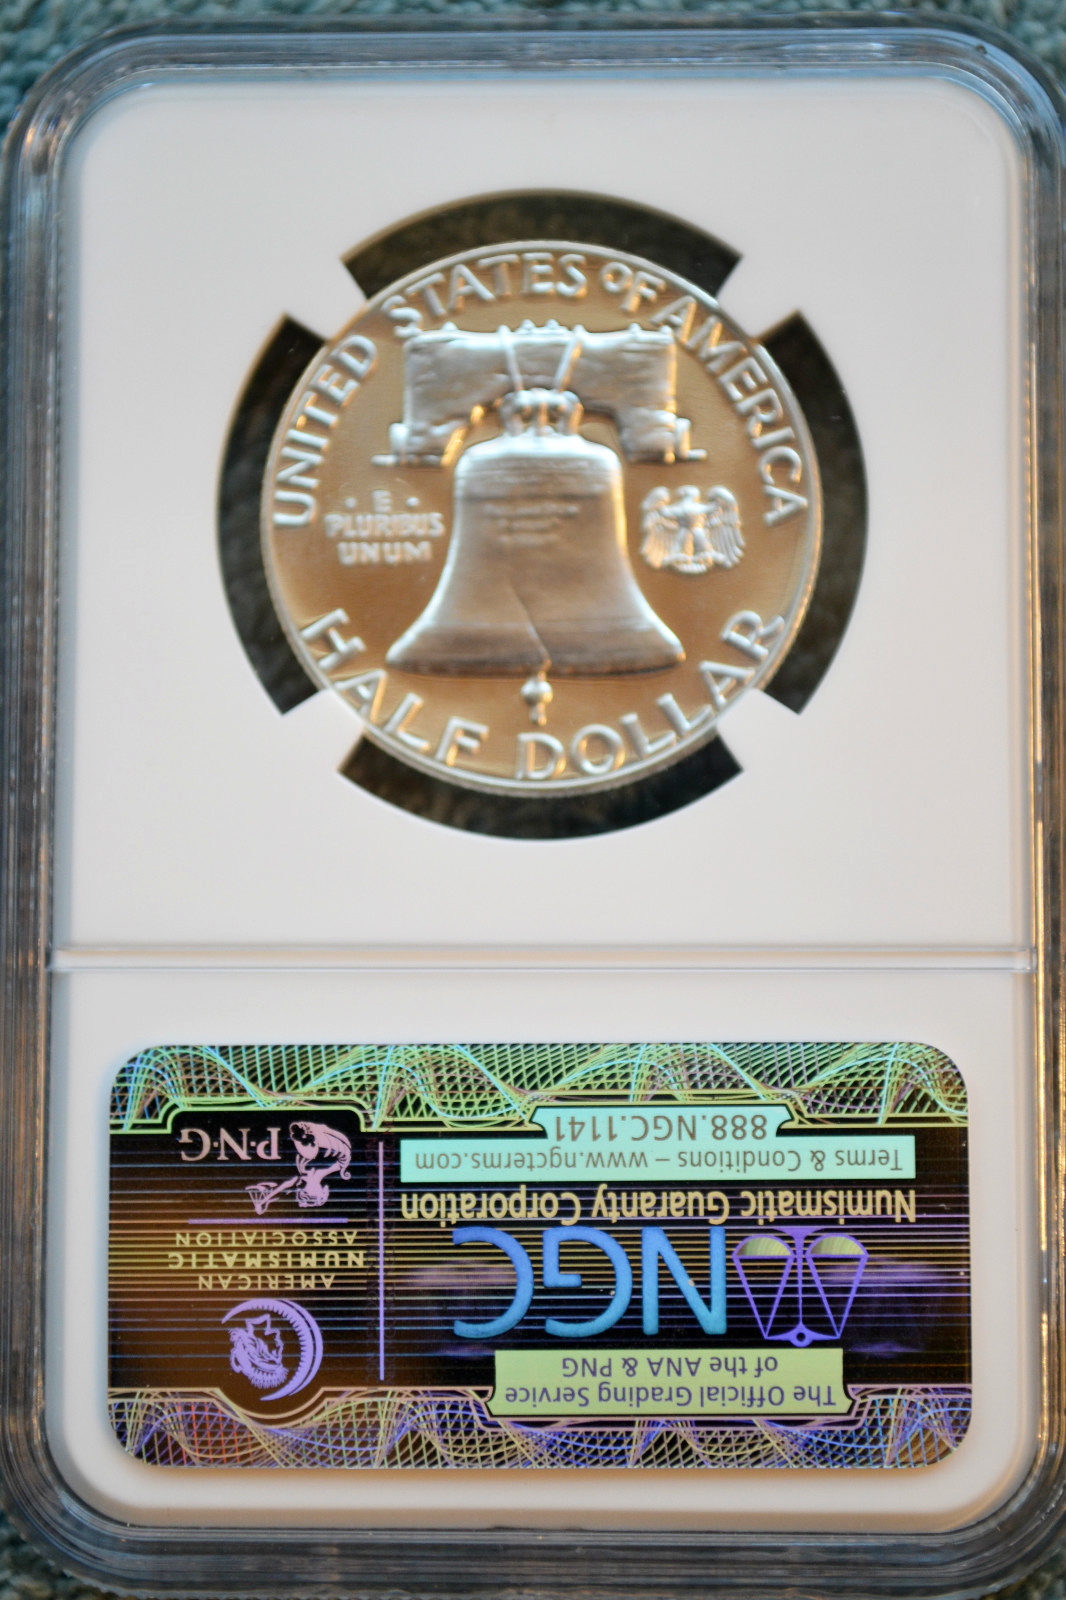 UNITED STATES OF AMERICA
E
PLURIBUS
UNUM
HALF DOLLAR
The Official Grading Service
of the ANA & PNG
NGC
Numismatic Guaranty Corporation
Terms & Conditions – www.ngcterms.com
888.NGC.1141
AMERICAN
NUMISMATIC
ASSOCIATION
P·N·G